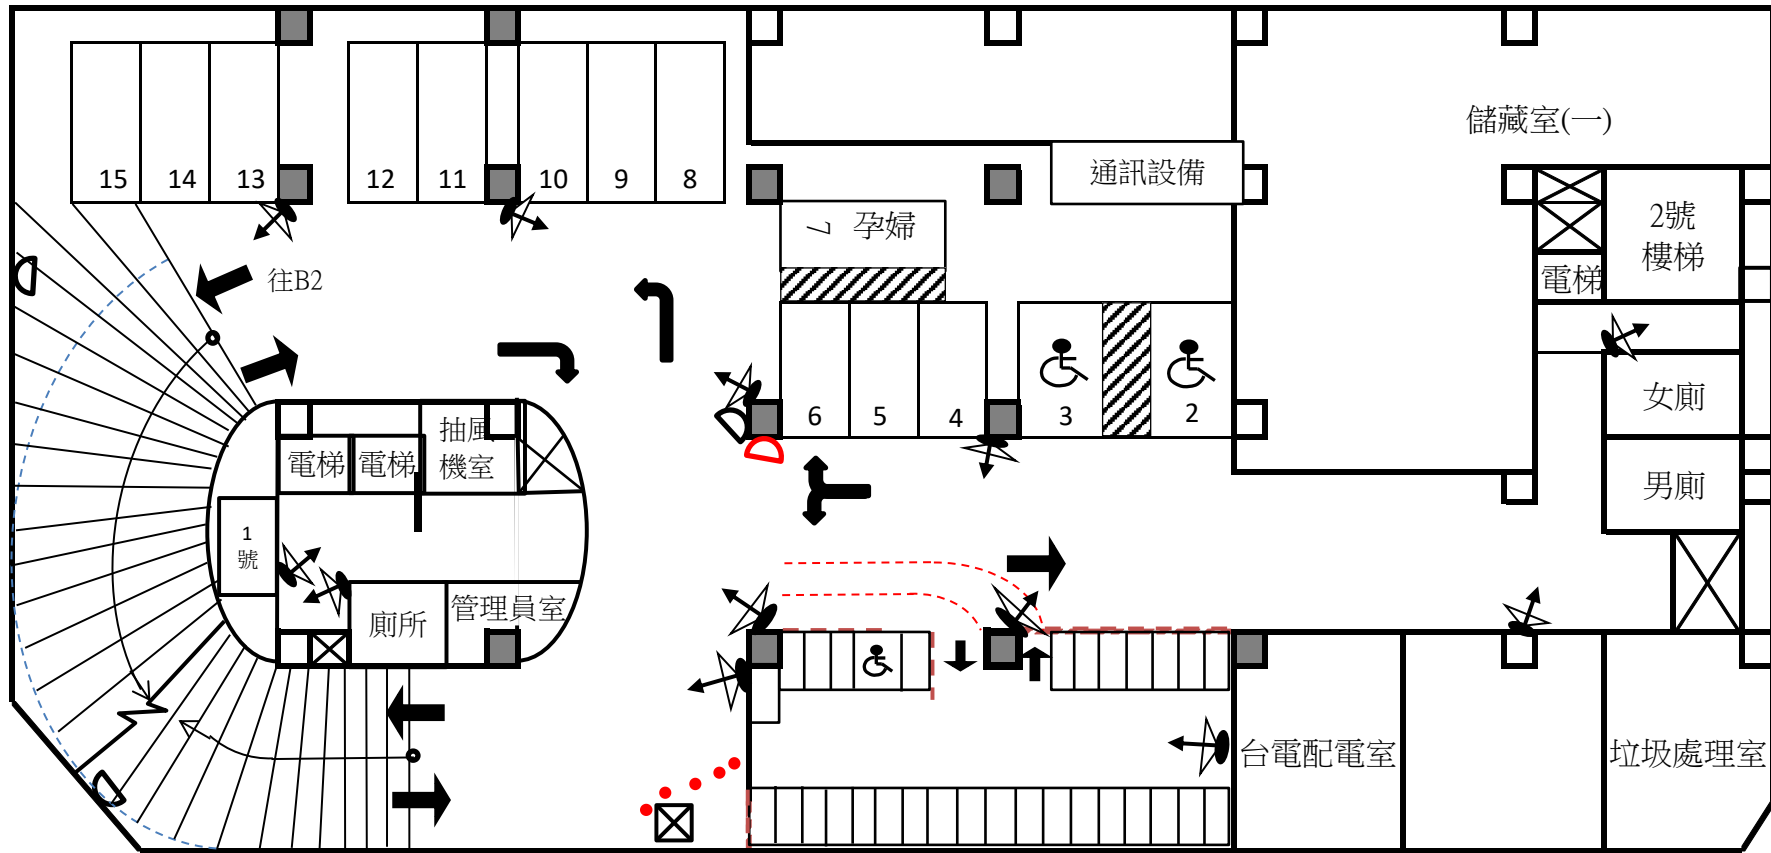 儲藏室(一)
15
14
13
12
11
10
9
8
通訊設備
7 孕婦
2號
樓梯
電梯
往B2
6
5
4
3
2
女廁
抽風
機室
電梯
電梯
男廁
1
號
廁所
管理員室
台電配電室
垃圾處理室